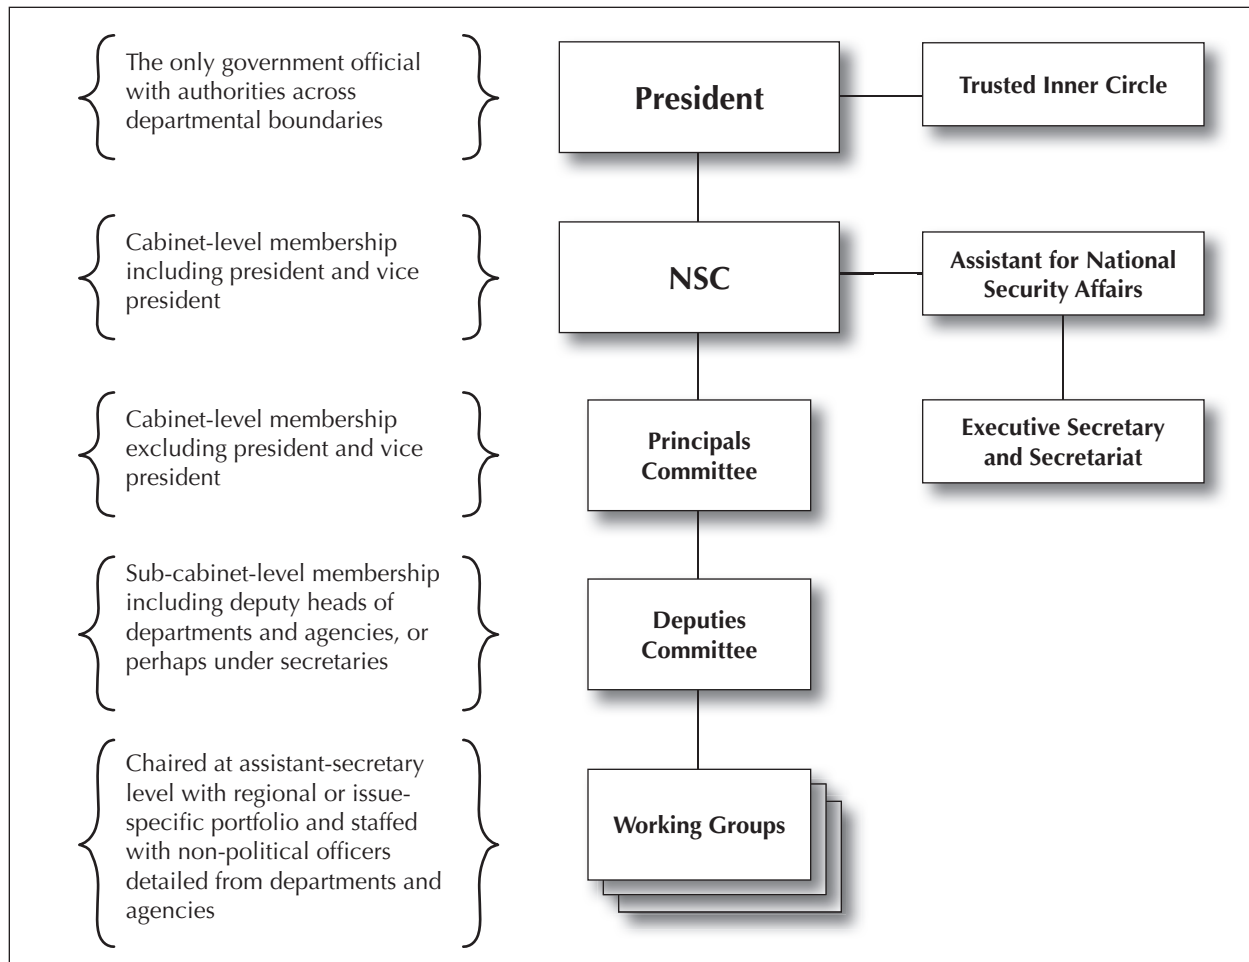 The only government official
with authorities across
departmental boundaries
President
Trusted Inner Circle
Cabinet-level membership
including president and vice
president
NSC
Assistant for National
Security Affairs
Cabinet-level membership
excluding president and vice
president
Principals
Committee
Executive Secretary
and Secretariat
Sub-cabinet-level membership
including deputy heads of
departments and agencies, or
perhaps under secretaries
Deputies
Committee
Chaired at assistant-secretary
level with regional or issue-
specific portfolio and staffed
with non-political officers
detailed from departments and
agencies
Working Groups